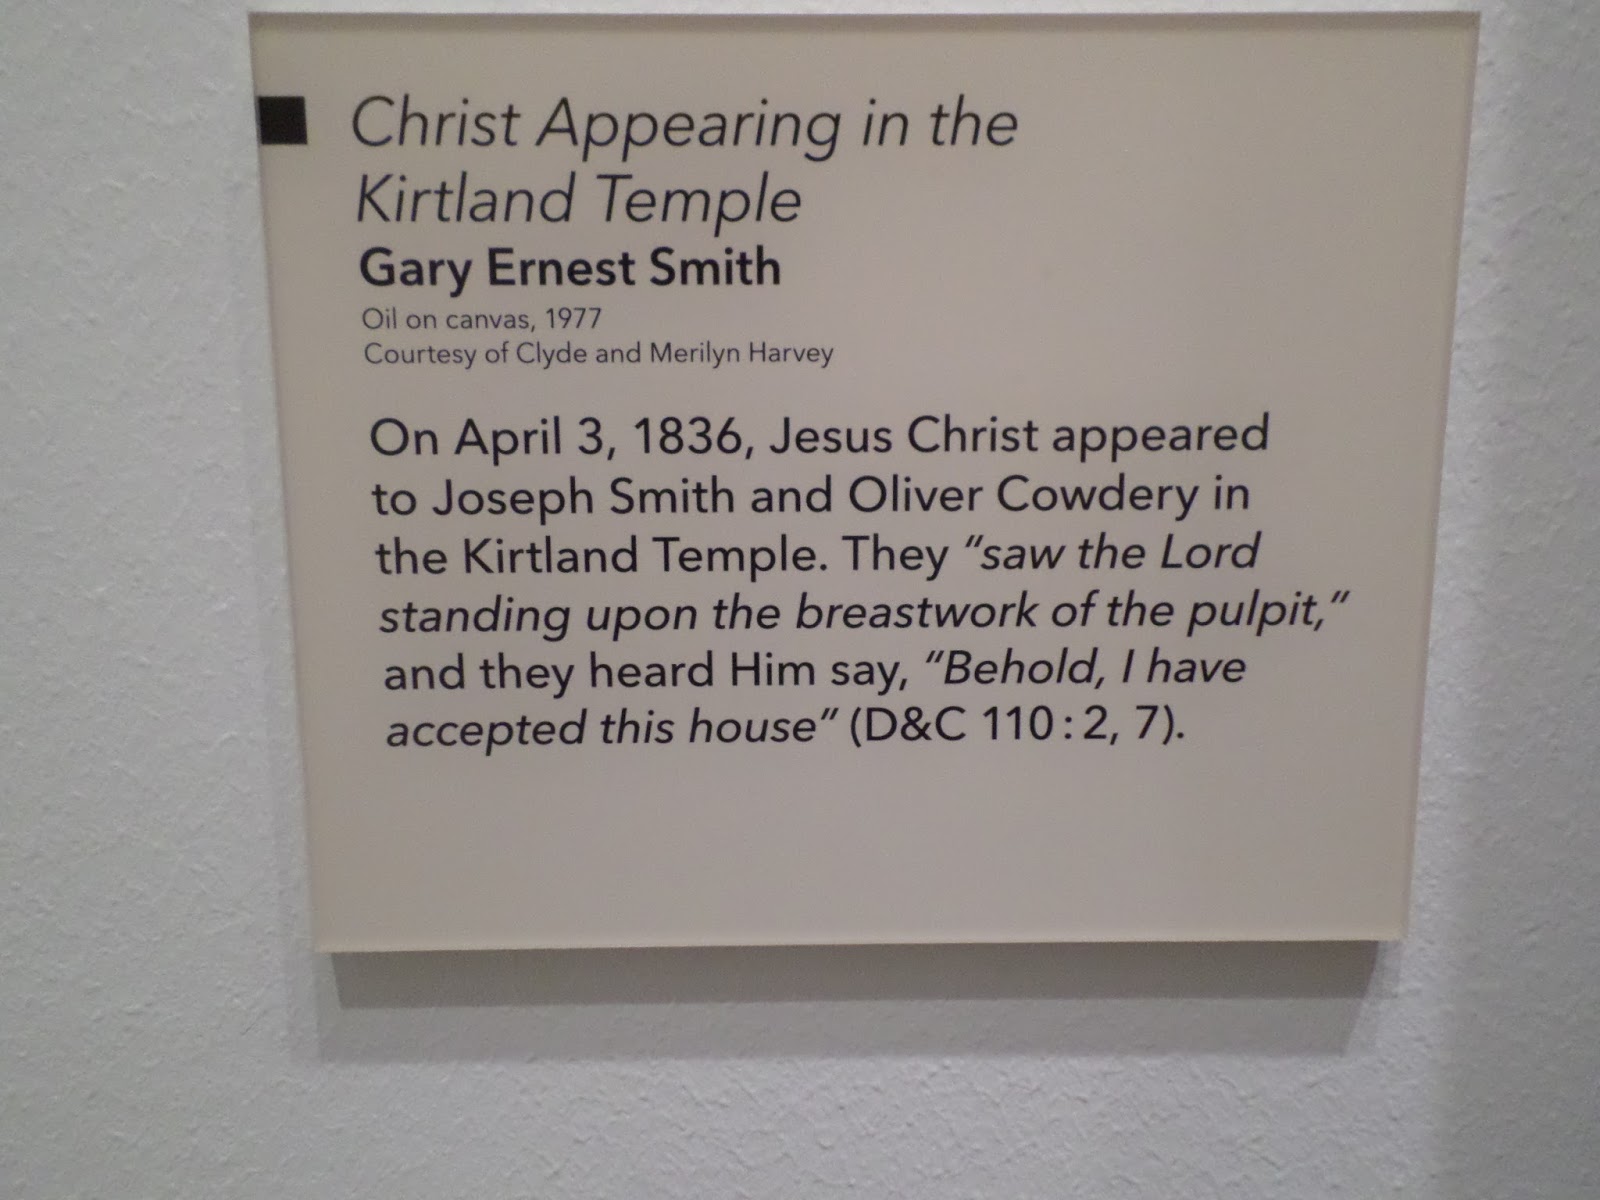 Christ Appearing in the
Kirtland Temple
Gary Ernest Smith
Oil on canvas, 1977
Courtesy of Clyde and Merilyn Harvey
On April 3, 1836, Jesus Christ appeared
to Joseph Smith and Oliver Cowdery in
the Kirtland Temple. They “saw the Lord
standing upon the breastwork of the pulpit,”
and they heard Him say, “Behold, I have
accepted this house” (D&C 110 : 2, 7).